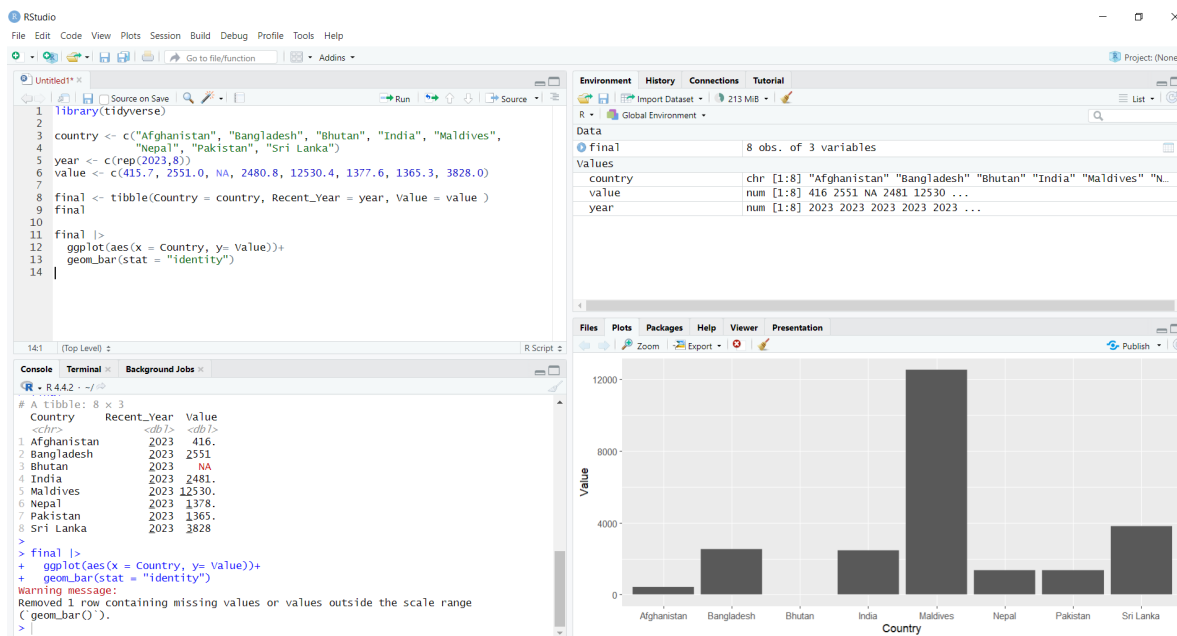 RStudio
File Edit Code View Plots Session Build Debug Profile Tools Help
Go to file/function Addins Project: (None
Untitled1*
Source on Save Run Source
1 library(tidyverse)
2
3 country <- c("Afghanistan", "Bangladesh", "Bhutan", "India", "Maldives",
4 "Nepal", "Pakistan", "Sri Lanka")
5 year <- c(rep(2023,8))
6 value <- c(415.7, 2551.0, NA, 2480.8, 12530.4, 1377.6, 1365.3, 3828.0)
7
8 final <- tibble(Country = country, Recent_Year = year, Value = value )
9 final
10
11 final |>
12 ggplot(aes(x = Country, y= Value))+
13 geom_bar(stat = "identity")
14
14:1 (Top Level) R Script
Console Terminal Background Jobs
R 4.4.2 · ~/
# A tibble: 8 × 3
Country Recent_Year Value
<chr> <dbl> <dbl>
1 Afghanistan 2023 416.
2 Bangladesh 2023 2551
3 Bhutan 2023 NA
4 India 2023 2481.
5 Maldives 2023 12530.
6 Nepal 2023 1378.
7 Pakistan 2023 1365.
8 Sri Lanka 2023 3828
>
> final |>
+ ggplot(aes(x = Country, y= Value))+
+ geom_bar(stat = "identity")
Warning message:
Removed 1 row containing missing values or values outside the scale range
(`geom_bar()`).
>
Environment History Connections Tutorial
Import Dataset 213 MiB List
R Global Environment
Data
final 8 obs. of 3 variables
Values
country chr [1:8] "Afghanistan" "Bangladesh" "Bhutan" "India" "Maldives" "N…
value num [1:8] 416 2551 NA 2481 12530 ...
year num [1:8] 2023 2023 2023 2023 2023 ...
Files Plots Packages Help Viewer Presentation
Zoom Export Publish
12000
8000
4000
0
Value
Afghanistan Bangladesh Bhutan India Maldives Nepal Pakistan Sri Lanka
Country